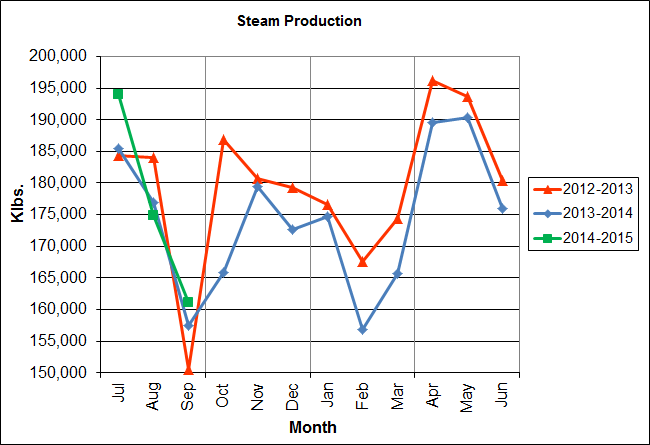 Steam Production
200,000
195,000
190,000
185,000
180,000
175,000
170,000
165,000
160,000
155,000
150,000
Klbs.
Jul
Aug
Sep
Oct
Nov
Dec
Jan
Feb
Mar
Apr
May
Jun
Month
2012-2013
2013-2014
2014-2015